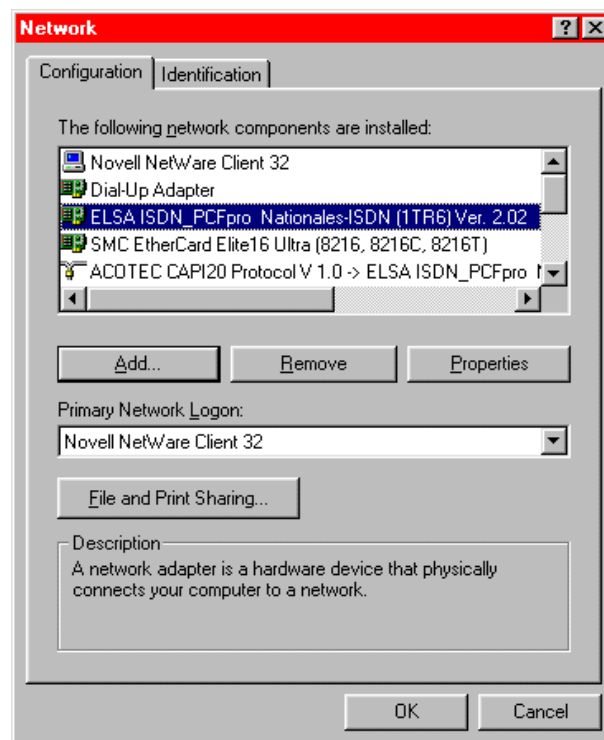 Network
Configuration Identification
The following network components are installed:
Novell NetWare Client 32
Dial-Up Adapter
ELSA ISDN_PCFpro Nationales-ISDN (1TR6) Ver. 2.02
SMC EtherCard Elite16 Ultra (8216, 8216C, 8216T)
ACOTEC CAPI20 Protocol V 1.0 -> ELSA ISDN_PCFpro
Add... Remove Properties
Primary Network Logon:
Novell NetWare Client 32
File and Print Sharing...
Description
A network adapter is a hardware device that physically
connects your computer to a network.
OK Cancel